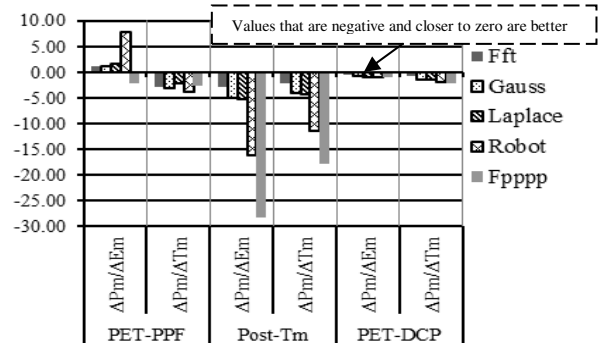 Values that are negative and closer to zero are better
10.00
5.00
0.00
-5.00
-10.00
-15.00
-20.00
-25.00
-30.00
Fft
Gauss
Laplace
Robot
Fpppp
ΔPm/ΔEm
ΔPm/ΔTm
ΔPm/ΔEm
ΔPm/ΔTm
ΔPm/ΔEm
ΔPm/ΔTm
PET-PPF
Post-Tm
PET-DCP